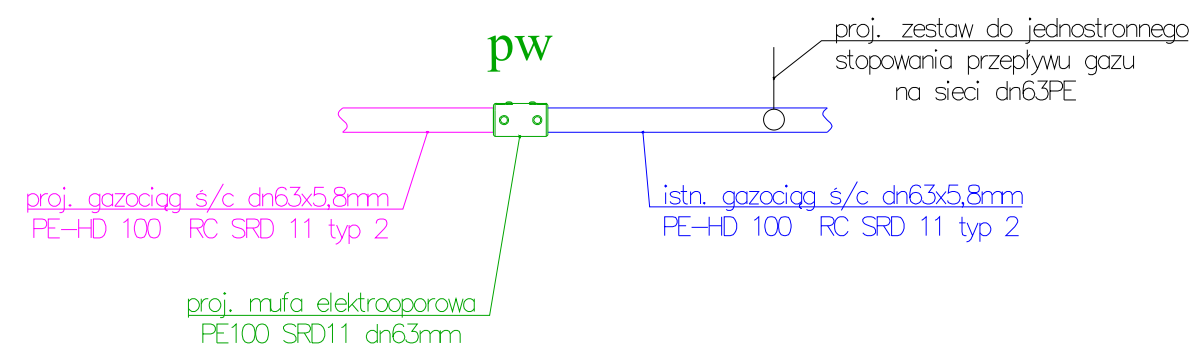 pw
proj. zestaw do jednostronnego
stopowania przepływu gazu
na sieci dn63PE
proj. gazociąg ś/c dn63x5,8mm
PE-HD 100 RC SRD 11 typ 2
istn. gazociąg ś/c dn63x5,8mm
PE-HD 100 RC SRD 11 typ 2
proj. mufa elektrooporowa
PE100 SRD11 dn63mm